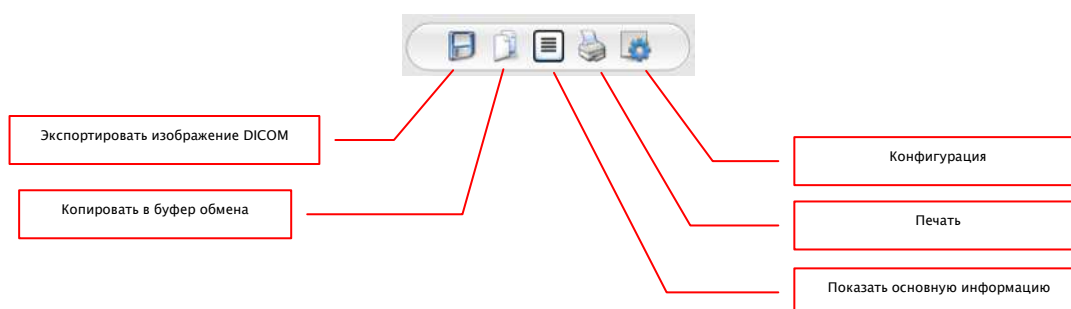 Экспортировать изображение DICOM
Конфигурация
Копировать в буфер обмена
Печать
Показать основную информацию